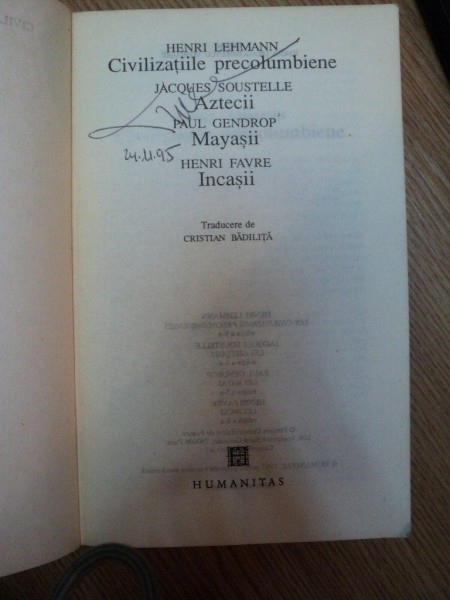 HENRI LEHMANN
Civilizațiile precolumbiene
JACQUES SOUSTELLE
Aztecii
PAUL GENDROP
Mayașii
HENRI FAVRE
Incașii
24.11.95
Traducere de
CRISTIAN BĂDILIȚĂ
HUMANITAS